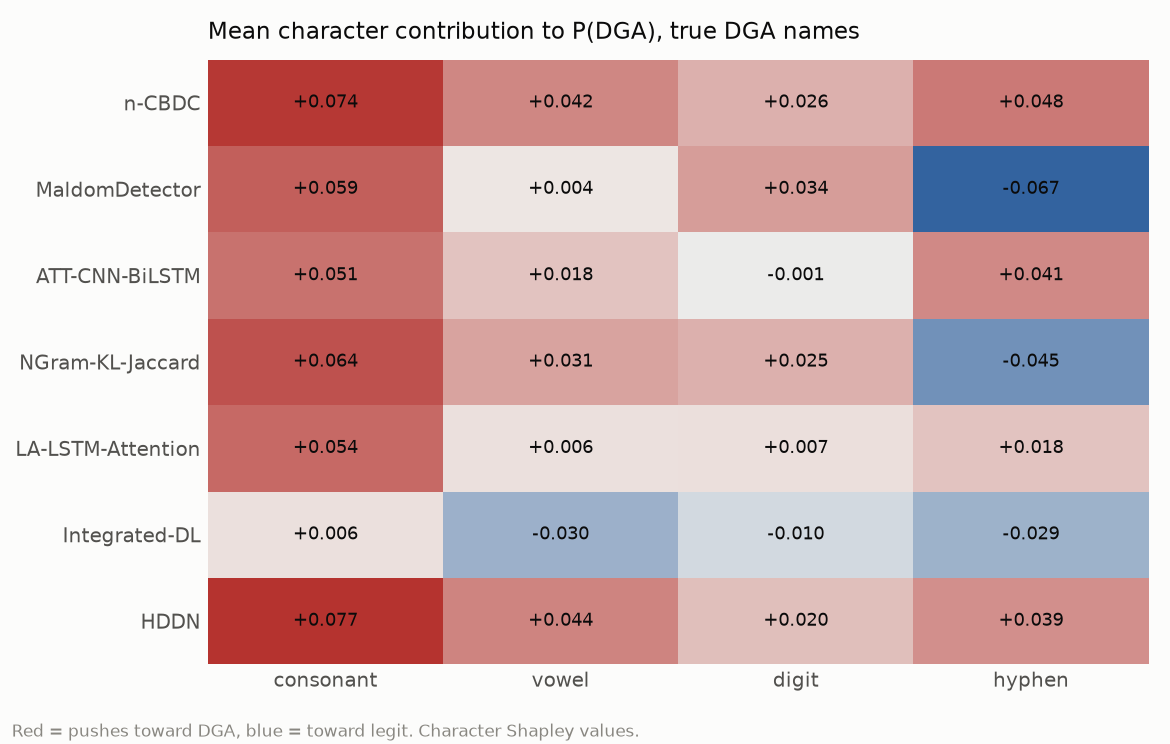 Mean character contribution to P(DGA), true DGA names
n-CBDC +0.074 +0.042 +0.026 +0.048
MaldomDetector +0.059 +0.004 +0.034 -0.067
ATT-CNN-BiLSTM +0.051 +0.018 -0.001 +0.041
NGram-KL-Jaccard +0.064 +0.031 +0.025 -0.045
LA-LSTM-Attention +0.054 +0.006 +0.007 +0.018
Integrated-DL +0.006 -0.030 -0.010 -0.029
HDDN +0.077 +0.044 +0.020 +0.039
consonant vowel digit hyphen
Red = pushes toward DGA, blue = toward legit. Character Shapley values.